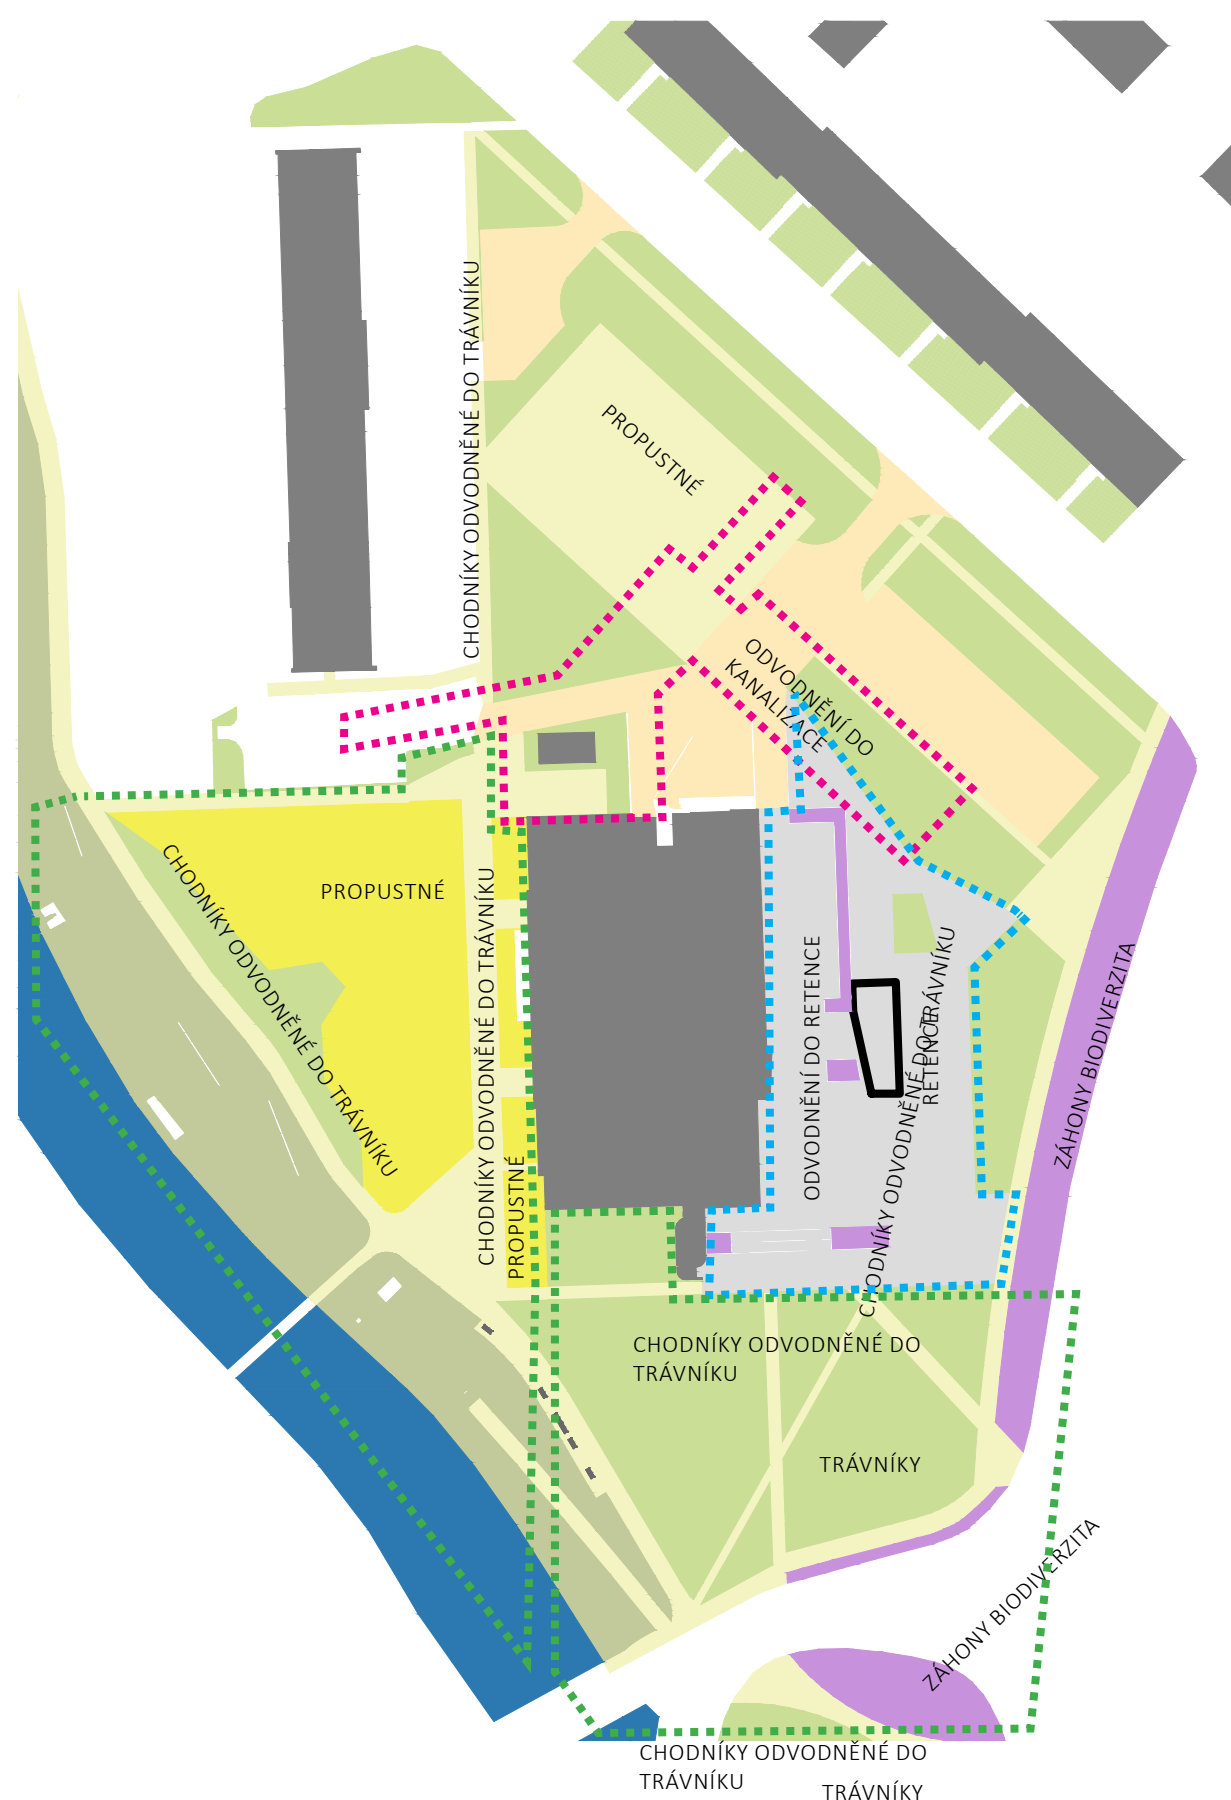 CHODNÍKY ODVODNĚNÉ DO TRÁVNÍKU
PROPUSTNÉ
ODVODNĚNÍ DO
KANALIZACE
CHODNÍKY ODVODNĚNÉ DO TRÁVNÍKU
PROPUSTNÉ
CHODNÍKY ODVODNĚNÉ DO TRÁVNÍKU
PROPUSTNÉ
ODVODNĚNÍ DO RETENCE
RETENCE
CHODNÍKY ODVODNĚNÉ DO TRÁVNÍKU
ZÁHONY BIODIVERZITA
CHODNÍKY ODVODNĚNÉ DO
TRÁVNÍKU
TRÁVNÍKY
ZÁHONY BIODIVERZITA
CHODNÍKY ODVODNĚNÉ DO
TRÁVNÍKU
TRÁVNÍKY